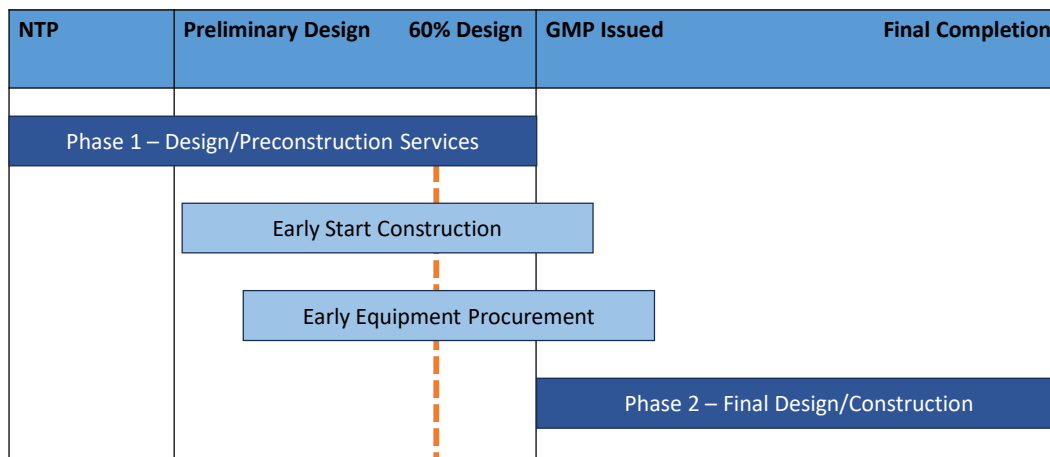 NTP Preliminary Design 60% Design GMP Issued Final Completion
Phase 1 – Design/Preconstruction Services
Early Start Construction
Early Equipment Procurement
Phase 2 – Final Design/Construction